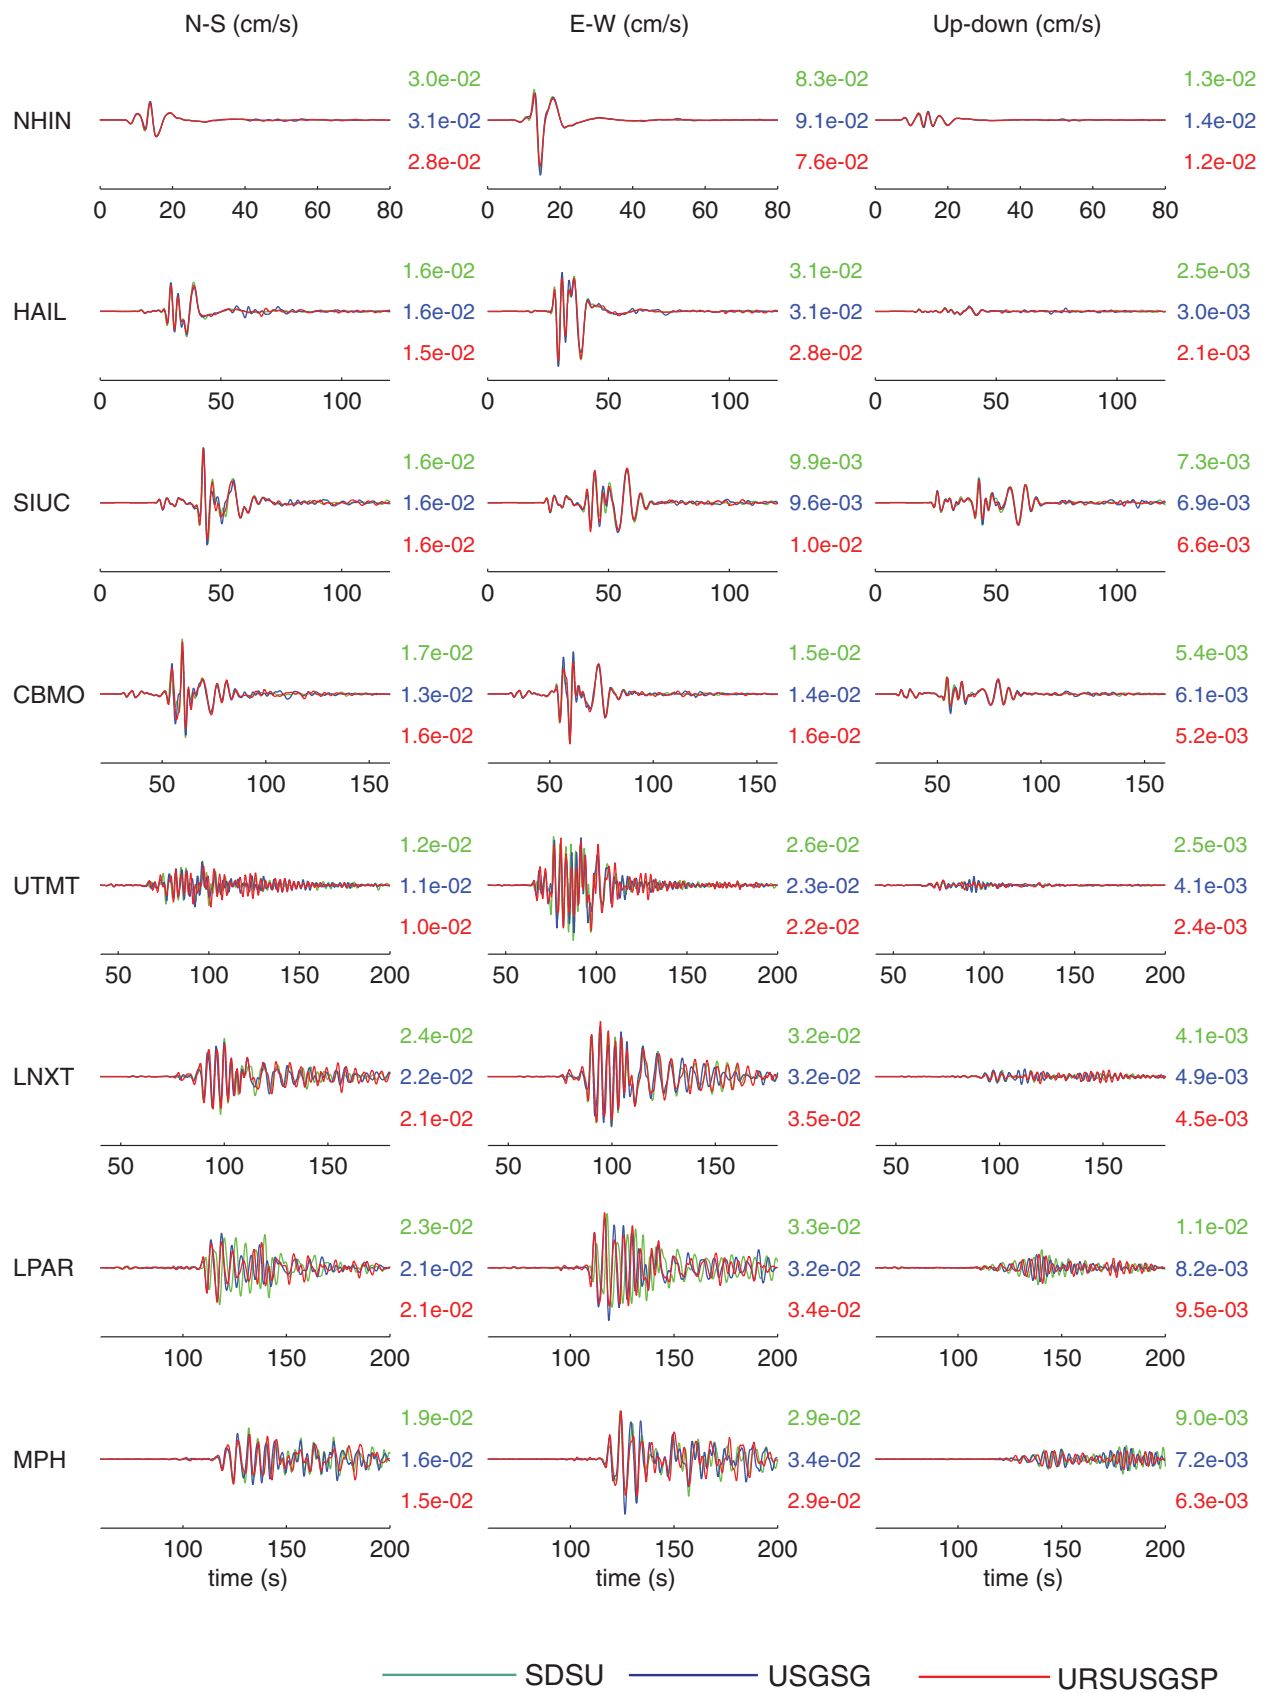 N-S (cm/s) E-W (cm/s) Up-down (cm/s)
3.0e-02 8.3e-02 1.3e-02
NHIN 3.1e-02 9.1e-02 1.4e-02
2.8e-02 7.6e-02 1.2e-02
0 20 40 60 80 0 20 40 60 80 0 20 40 60 80
1.6e-02 3.1e-02 2.5e-03
HAIL 1.6e-02 3.1e-02 3.0e-03
1.5e-02 2.8e-02 2.1e-03
0 50 100 0 50 100 0 50 100
1.6e-02 9.9e-03 7.3e-03
SIUC 1.6e-02 9.6e-03 6.9e-03
1.6e-02 1.0e-02 6.6e-03
0 50 100 0 50 100 0 50 100
1.7e-02 1.5e-02 5.4e-03
CBMO 1.3e-02 1.4e-02 6.1e-03
1.6e-02 1.6e-02 5.2e-03
50 100 150 50 100 150 50 100 150
1.2e-02 2.6e-02 2.5e-03
UTMT 1.1e-02 2.3e-02 4.1e-03
1.0e-02 2.2e-02 2.4e-03
50 100 150 200 50 100 150 200 50 100 150 200
2.4e-02 3.2e-02 4.1e-03
LNXT 2.2e-02 3.2e-02 4.9e-03
2.1e-02 3.5e-02 4.5e-03
50 100 150 50 100 150 50 100 150
2.3e-02 3.3e-02 1.1e-02
LPAR 2.1e-02 3.2e-02 8.2e-03
2.1e-02 3.4e-02 9.5e-03
100 150 200 100 150 200 100 150 200
1.9e-02 2.9e-02 9.0e-03
MPH 1.6e-02 3.4e-02 7.2e-03
1.5e-02 2.9e-02 6.3e-03
100 150 200 100 150 200 100 150 200
time (s) time (s) time (s)
SDSU USGSG URSUSGSP